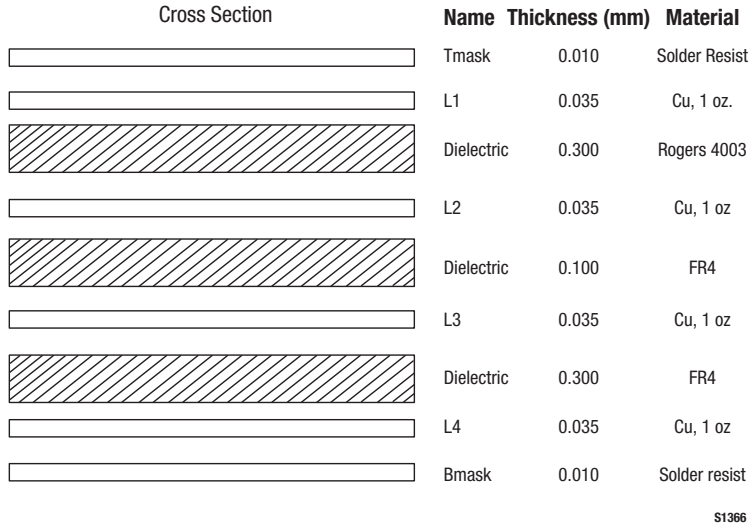 Cross Section Name Thickness (mm) Material
Tmask 0.010 Solder Resist
L1 0.035 Cu, 1 oz.
Dielectric 0.300 Rogers 4003
L2 0.035 Cu, 1 oz
Dielectric 0.100 FR4
L3 0.035 Cu, 1 oz
Dielectric 0.300 FR4
L4 0.035 Cu, 1 oz
Bmask 0.010 Solder resist
S1366